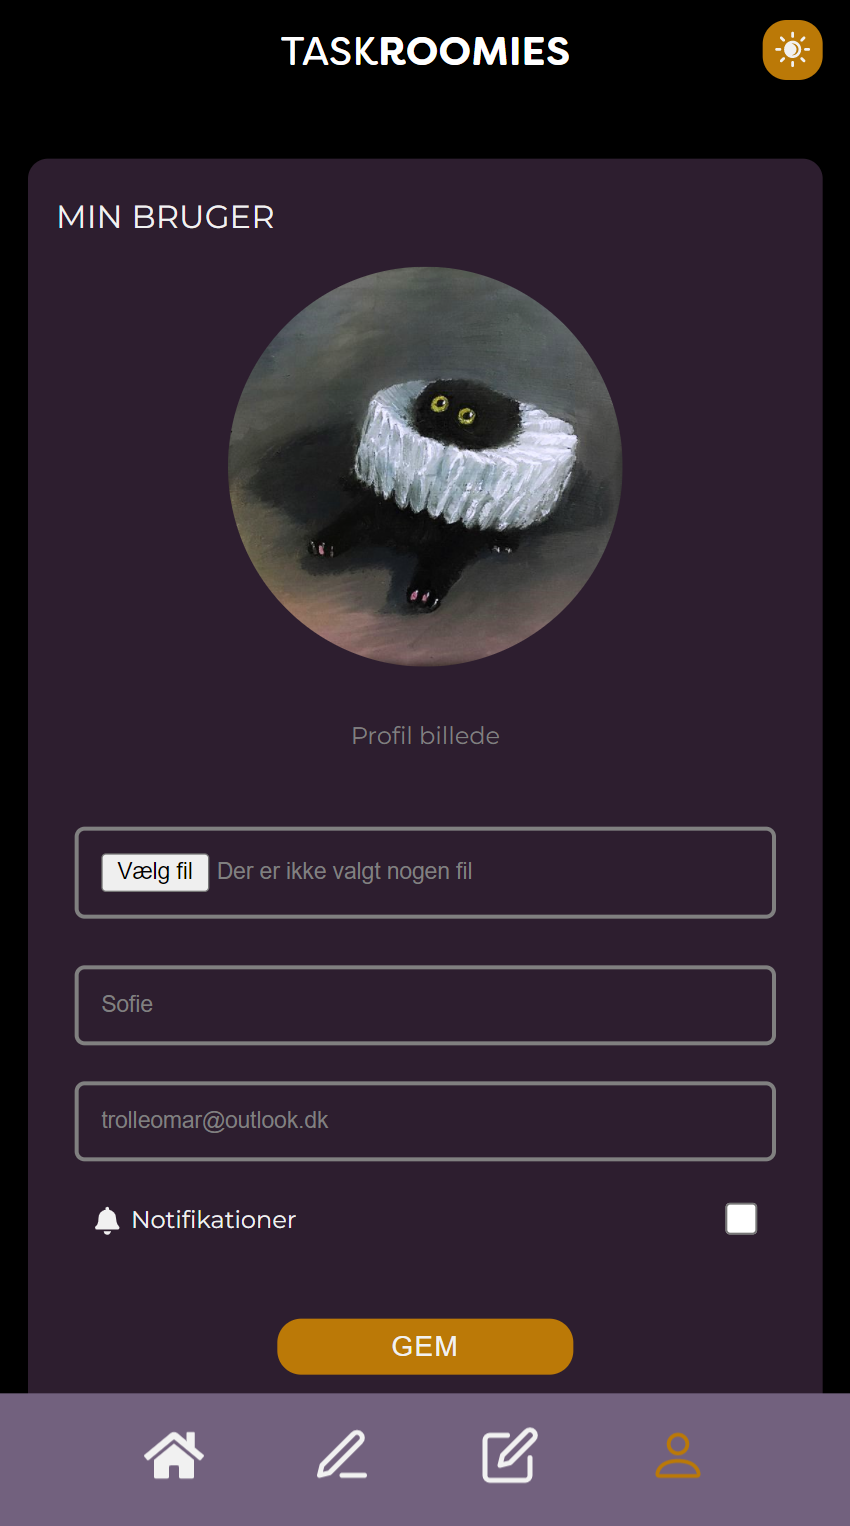 TASKROOMIES
MIN BRUGER
Profil billede
Vælg fil Der er ikke valgt nogen fil
Sofie
trolleomar@outlook.dk
Notifikationer
GEM